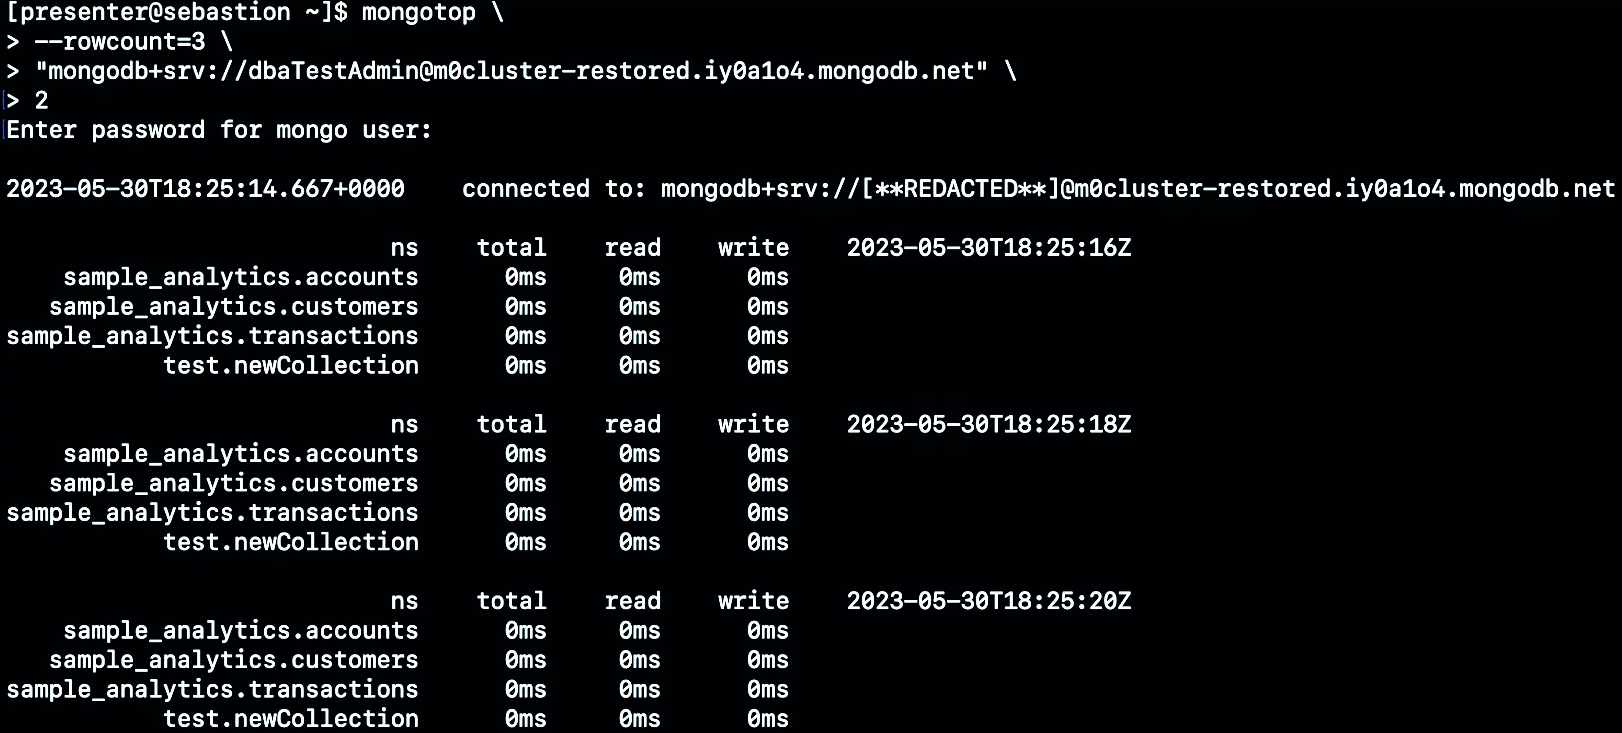 [presenter@sebastion ~]$ mongotop \
> --rowcount=3 \
> "mongodb+srv://dbaTestAdmin@m0cluster-restored.iy0a1o4.mongodb.net" \
> 2
Enter password for mongo user:
2023-05-30T18:25:14.667+0000    connected to: mongodb+srv://[**REDACTED**]@m0cluster-restored.iy0a1o4.mongodb.net
ns    total    read    write    2023-05-30T18:25:16Z
sample_analytics.accounts      0ms     0ms      0ms
sample_analytics.customers      0ms     0ms      0ms
sample_analytics.transactions      0ms     0ms      0ms
test.newCollection      0ms     0ms      0ms
ns    total    read    write    2023-05-30T18:25:18Z
sample_analytics.accounts      0ms     0ms      0ms
sample_analytics.customers      0ms     0ms      0ms
sample_analytics.transactions      0ms     0ms      0ms
test.newCollection      0ms     0ms      0ms
ns    total    read    write    2023-05-30T18:25:20Z
sample_analytics.accounts      0ms     0ms      0ms
sample_analytics.customers      0ms     0ms      0ms
sample_analytics.transactions      0ms     0ms      0ms
test.newCollection      0ms     0ms      0ms